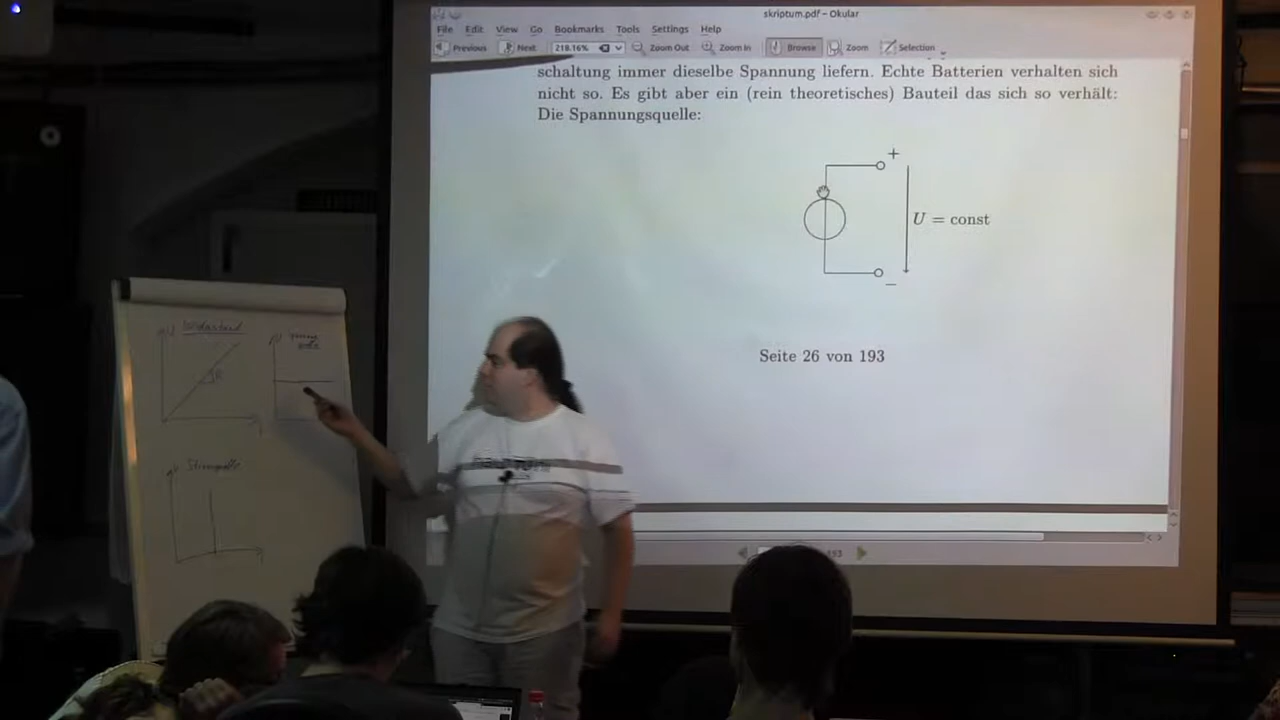 skriptum.pdf – Okular
File Edit View Go Bookmarks Tools Settings Help
Previous Next 218.16% Zoom Out Zoom In Browse Zoom Selection
schaltung immer dieselbe Spannung liefern. Echte Batterien verhalten sich
nicht so. Es gibt aber ein (rein theoretisches) Bauteil das sich so verhält:
Die Spannungsquelle:
+
U = const
−
Seite 26 von 193
Widerstand
R
Stromquelle